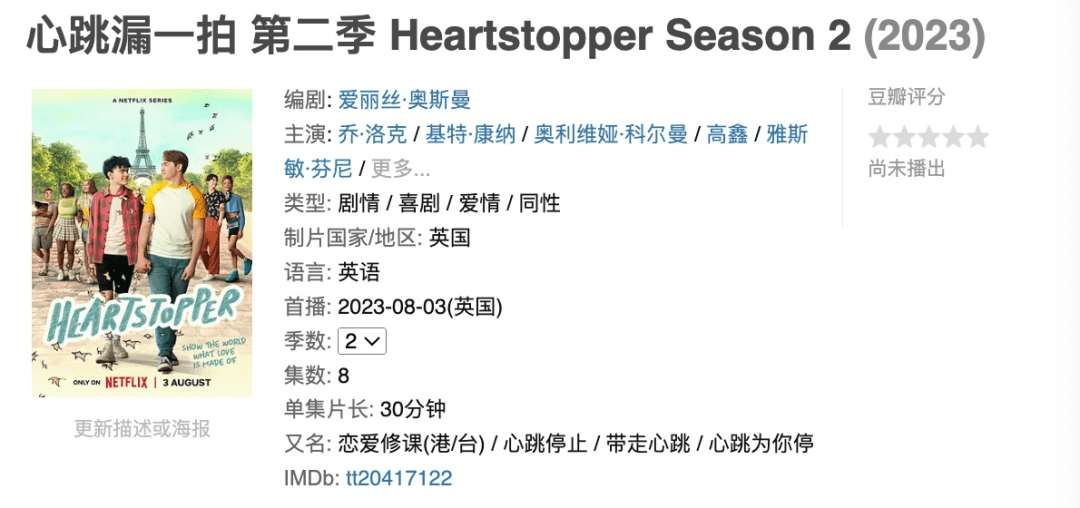 心跳漏一拍 第二季 Heartstopper Season 2 (2023)
A NETFLIX SERIES
HEARTSTOPPER
SHOW THE WORLD
WHAT LOVE
IS MADE OF
ONLY ON NETFLIX | 3 AUGUST
更新描述或海报
编剧: 爱丽丝·奥斯曼
主演: 乔·洛克 / 基特·康纳 / 奥利维娅·科尔曼 / 高鑫 / 雅斯
敏·芬尼 / 更多...
类型: 剧情 / 喜剧 / 爱情 / 同性
制片国家/地区: 英国
语言: 英语
首播: 2023-08-03(英国)
季数: 2
集数: 8
单集片长: 30分钟
又名: 恋爱修课(港/台) / 心跳停止 / 带走心跳 / 心跳为你停
IMDb: tt20417122
豆瓣评分
尚未播出